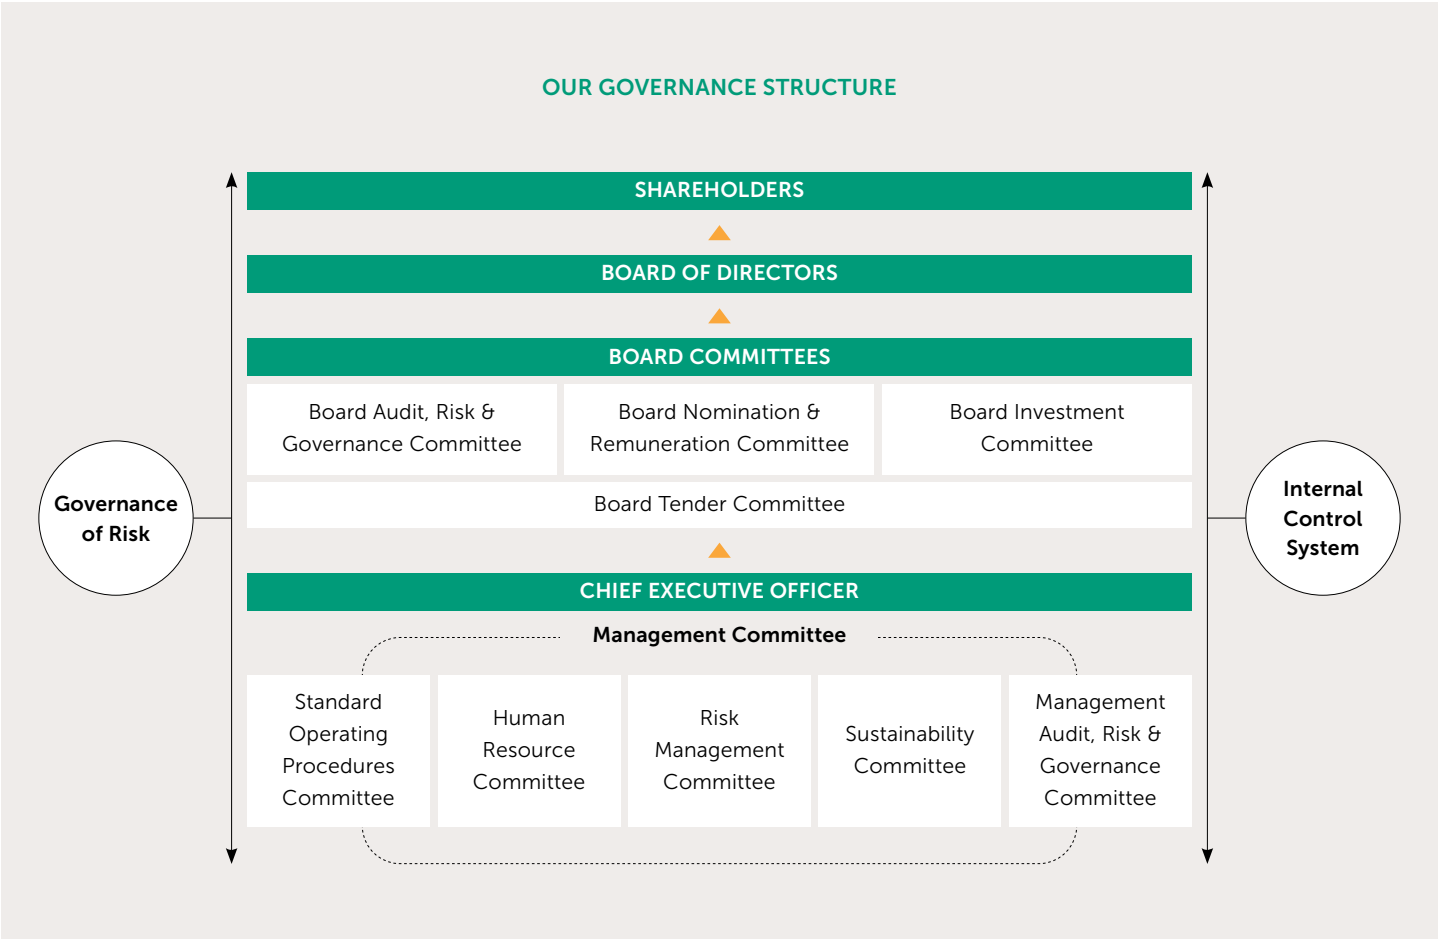 OUR GOVERNANCE STRUCTURE
SHAREHOLDERS
BOARD OF DIRECTORS
BOARD COMMITTEES
Board Audit, Risk &
Governance Committee
Board Nomination &
Remuneration Committee
Board Investment
Committee
Board Tender Committee
Governance
of Risk
Internal
Control
System
CHIEF EXECUTIVE OFFICER
Management Committee
Standard
Operating
Procedures
Committee
Human
Resource
Committee
Risk
Management
Committee
Sustainability
Committee
Management
Audit, Risk &
Governance
Committee